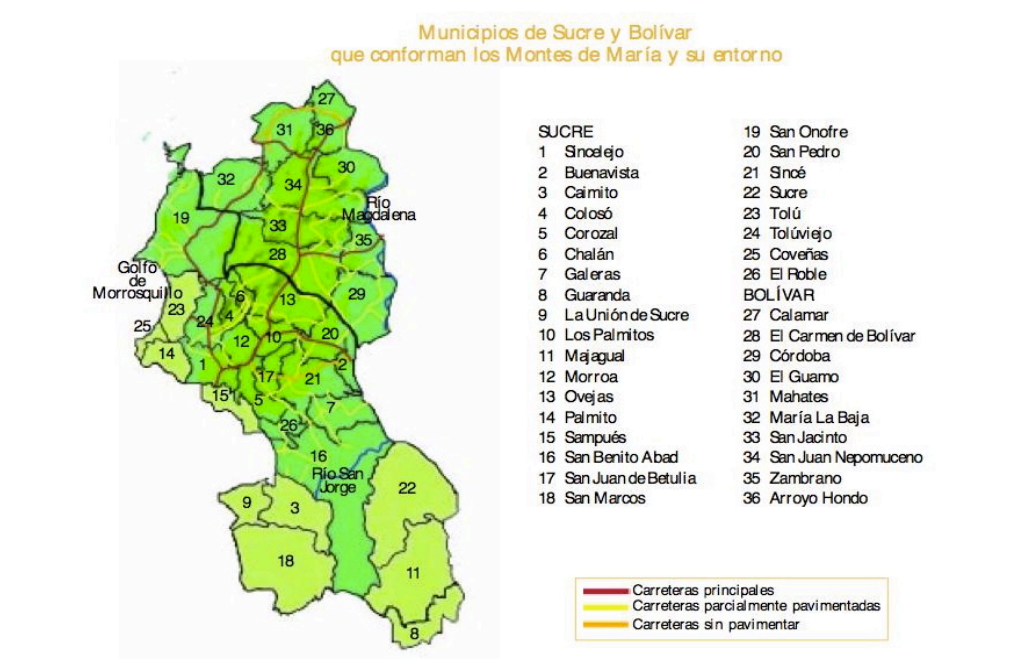 Municipios de Sucre y Bolívar
que conforman los Montes de María y su entorno
27
31
36
30
32
34
Río
Magdalena
19
33
35
28
Golfo
de
Morrosquillo
6
13
29
23
4
24
25
10
20
12
14
1
2
17
21
15
5
7
26
16
Río San
Jorge
22
9
3
18
11
8
SUCRE
1 Sincelejo
2 Buenavista
3 Caimito
4 Colosó
5 Corozal
6 Chalán
7 Galeras
8 Guaranda
9 La Unión de Sucre
10 Los Palmitos
11 Majagual
12 Morroa
13 Ovejas
14 Palmito
15 Sampués
16 San Benito Abad
17 San Juan de Betulia
18 San Marcos
19 San Onofre
20 San Pedro
21 Sincé
22 Sucre
23 Tolú
24 Tolúviejo
25 Coveñas
26 El Roble
BOLÍVAR
27 Calamar
28 El Carmen de Bolívar
29 Córdoba
30 El Guamo
31 Mahates
32 María La Baja
33 San Jacinto
34 San Juan Nepomuceno
35 Zambrano
36 Arroyo Hondo
Carreteras principales
Carreteras parcialmente pavimentadas
Carreteras sin pavimentar